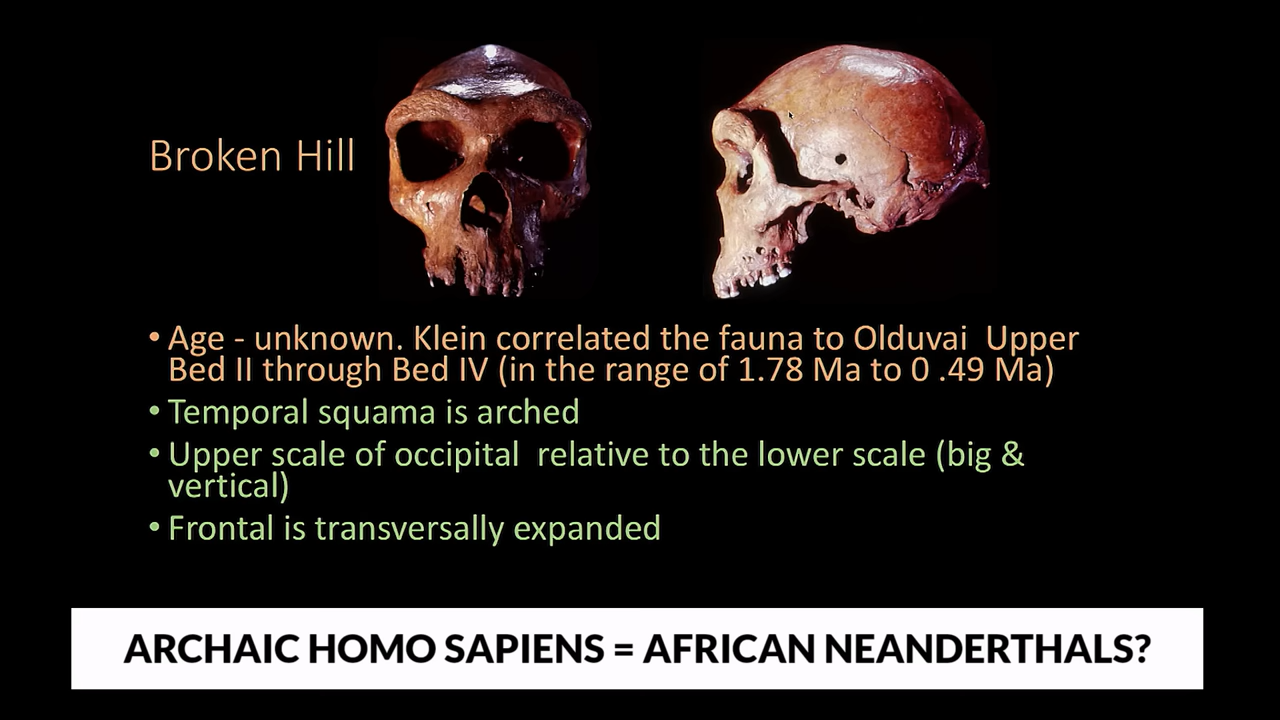 Broken Hill
• Age - unknown. Klein correlated the fauna to Olduvai  Upper
Bed II through Bed IV (in the range of 1.78 Ma to 0 .49 Ma)
• Temporal squama is arched
• Upper scale of occipital  relative to the lower scale (big &
vertical)
• Frontal is transversally expanded
ARCHAIC HOMO SAPIENS = AFRICAN NEANDERTHALS?